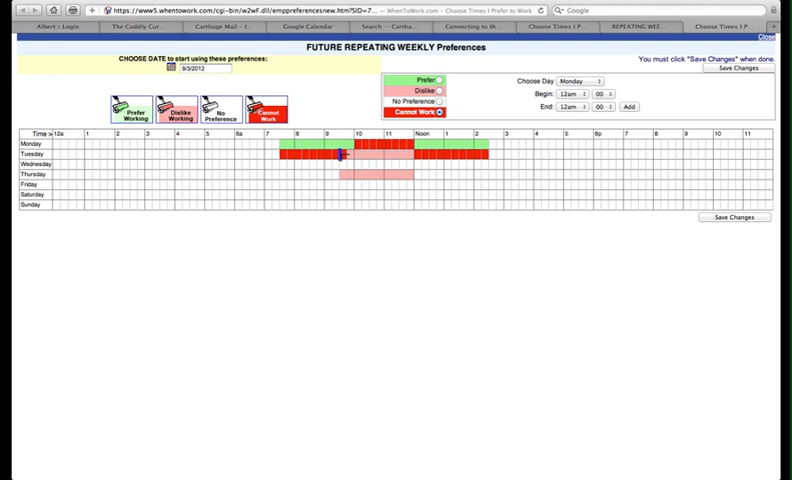 https://www5.whentowork.com/cgi-bin/w2wF.dll/emppreferencesnew.htm?SID=7... — WhenToWork.com – Choose Times I Prefer to Work
Google
Albert :: Login
The Cuddly Cur...
Carthage Mail – I...
Google Calendar
Search — Cartha...
Connecting to th...
Choose Times I P...
REPEATING WEE...
Choose Times I P...
Close
FUTURE REPEATING WEEKLY Preferences
CHOOSE DATE to start using these preferences:
You must click "Save Changes" when done.
9/3/2012
Save Changes
Prefer
Dislike
No Preference
Cannot Work
Choose Day Monday
Begin: 12am 00
End: 12am 00 Add
Prefer Working
Dislike Working
No Preference
Cannot Work
Time > 12a 1 2 3 4 5 6a 7 8 9 10 11 Noon 1 2 3 4 5 6p 7 8 9 10 11
Monday
Tuesday
Wednesday
Thursday
Friday
Saturday
Sunday
Save Changes